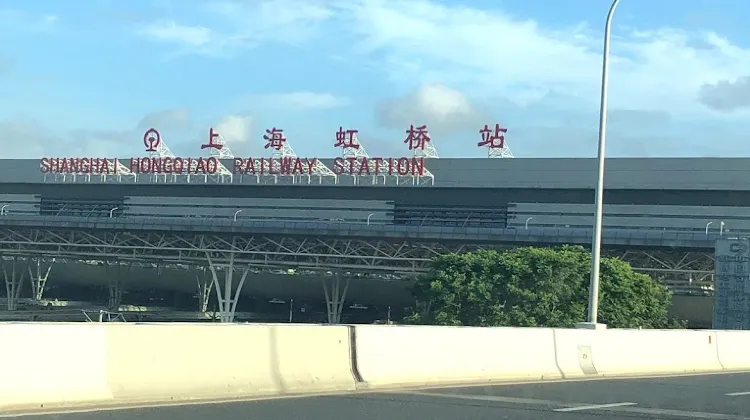 上海虹桥站
SHANGHAI HONGQIAO RAILWAY STATION